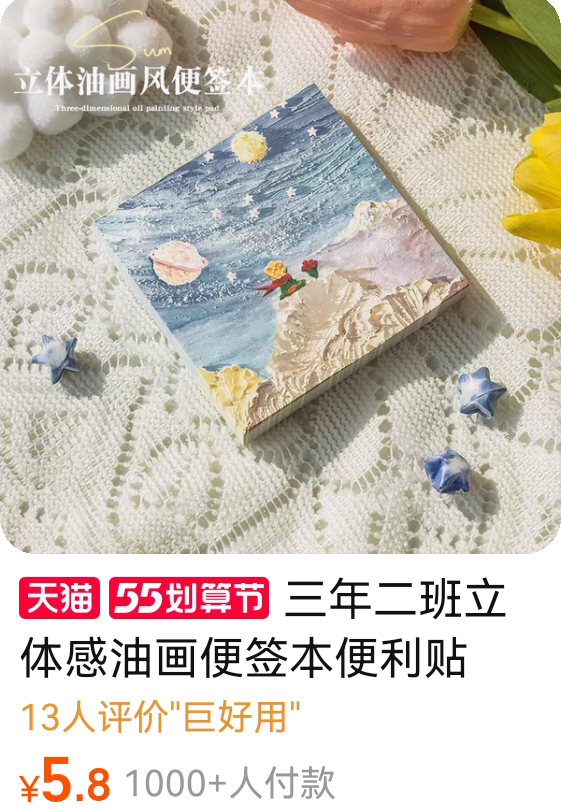 Sum
立体油画风便签本
Three-dimensional oil painting style pad
天猫 55划算节 三年二班立
体感油画便签本便利贴
13人评价"巨好用"
¥5.8 1000+人付款